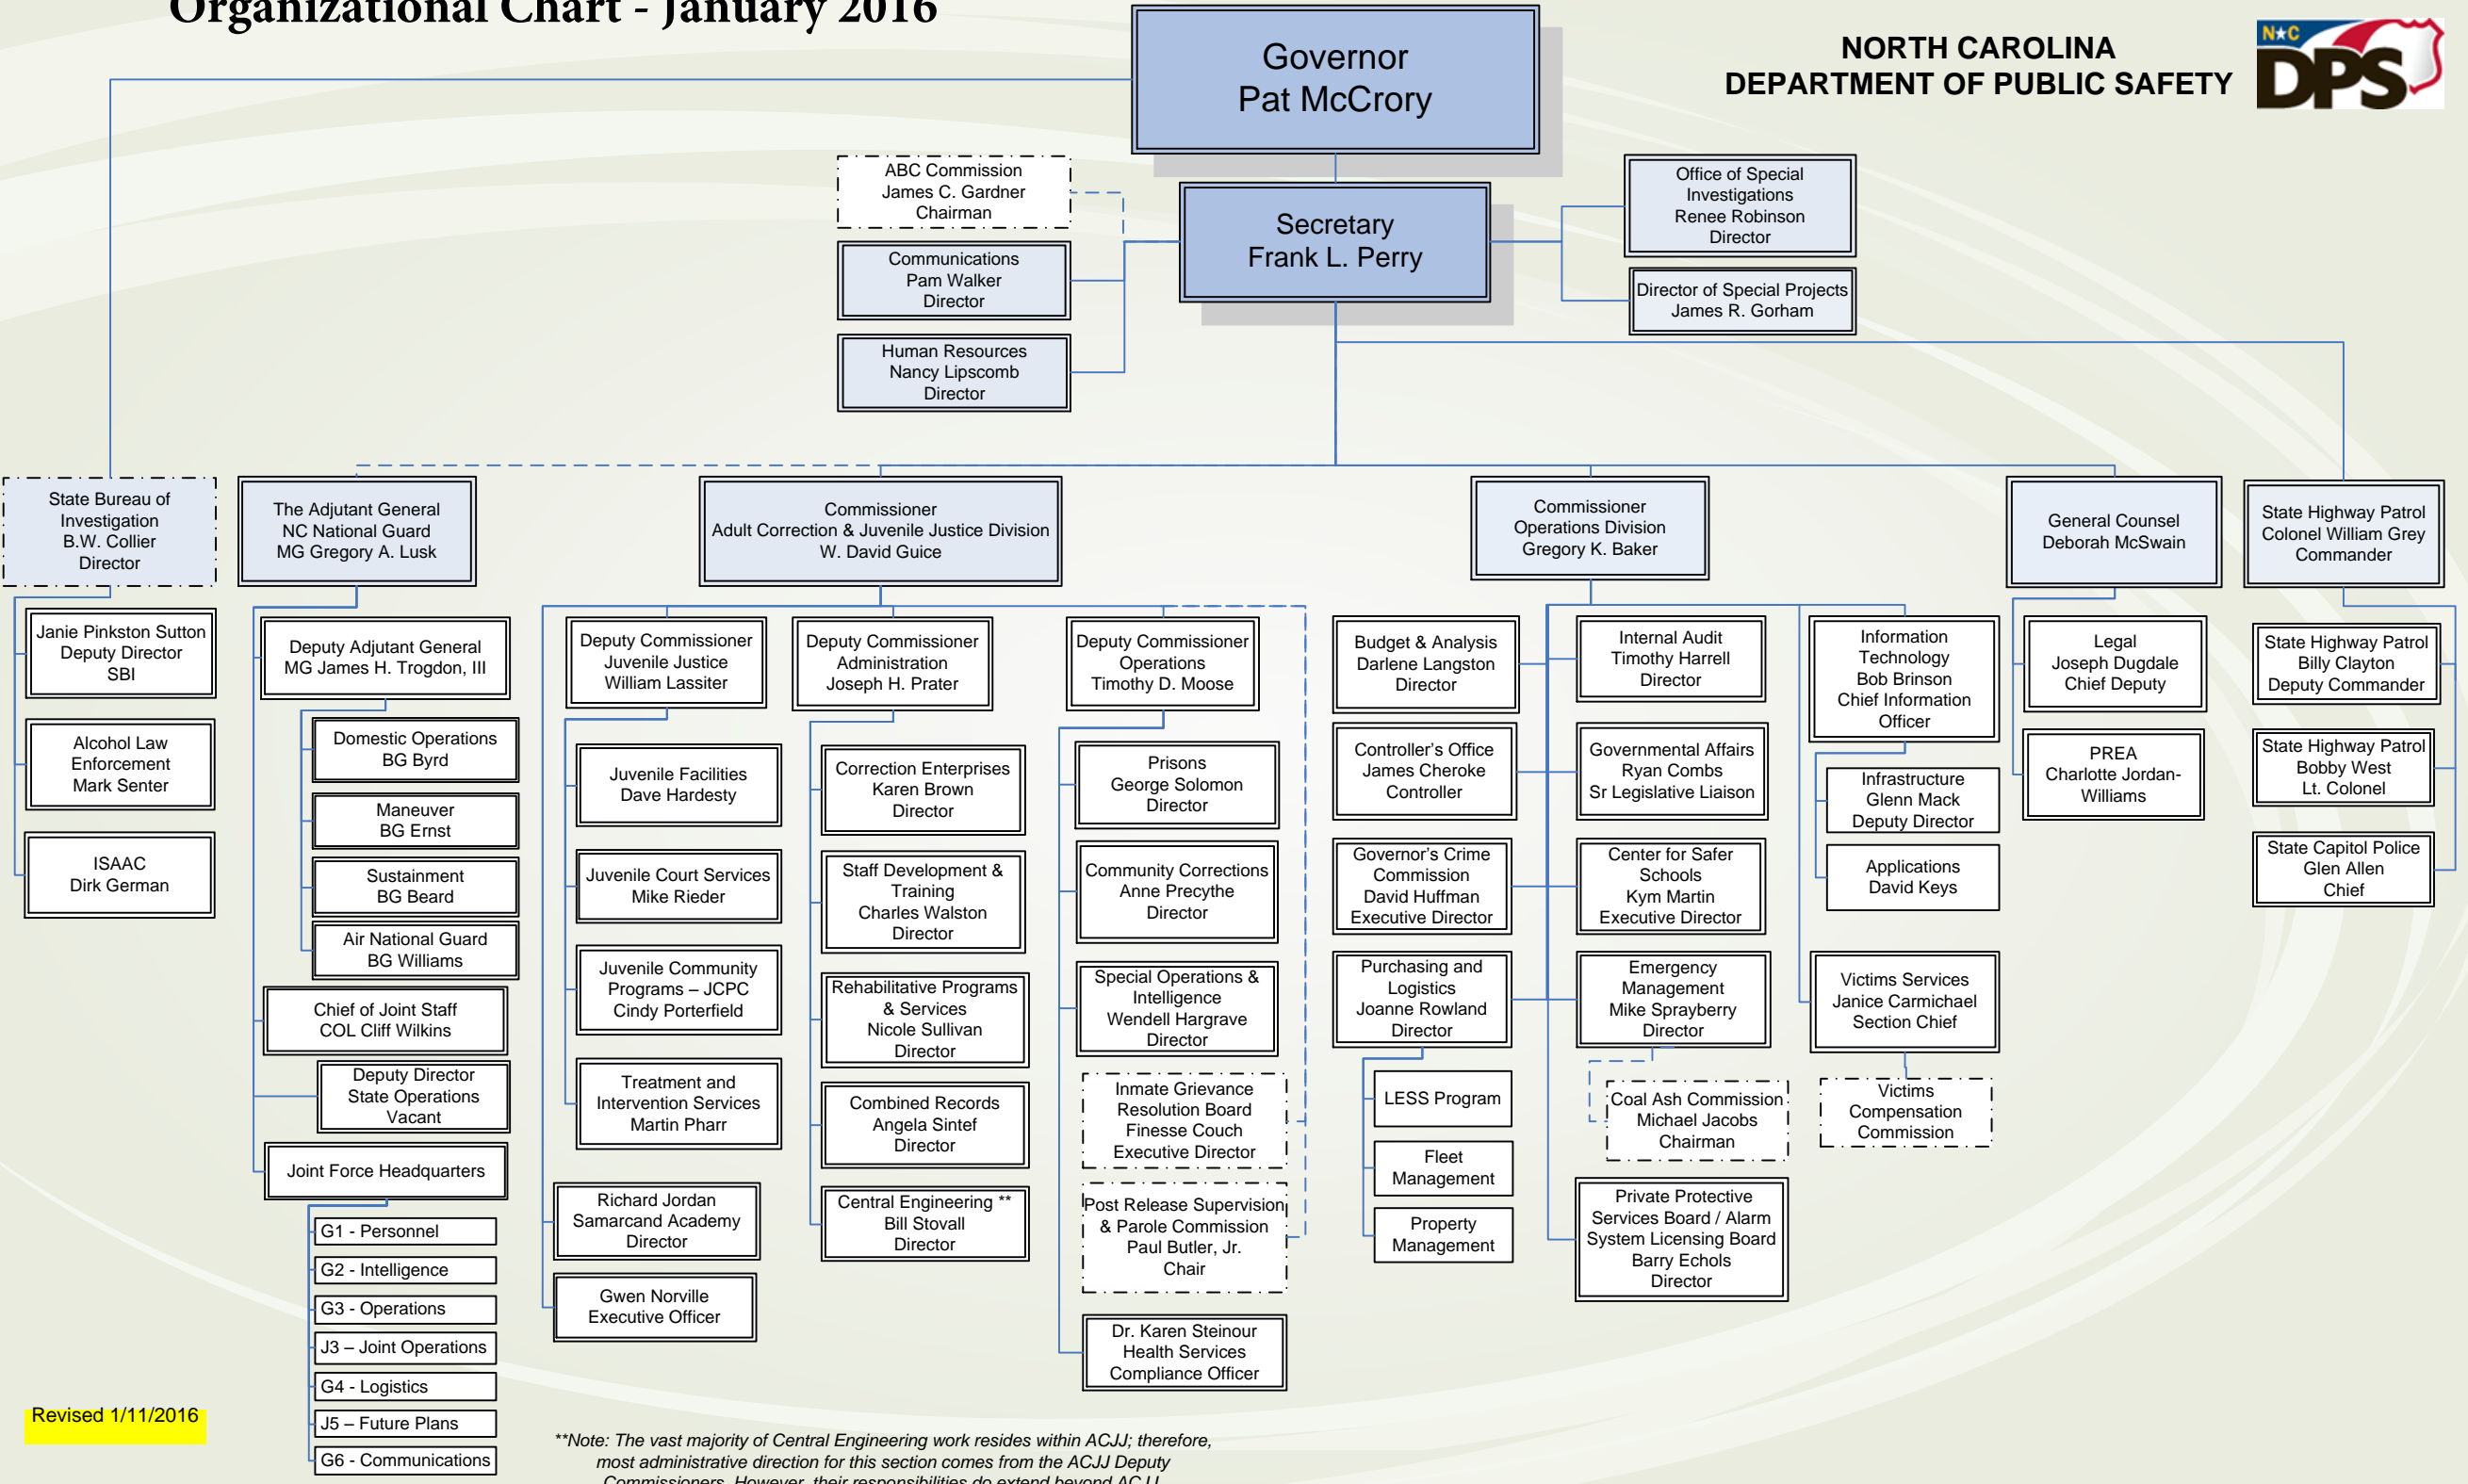 Organizational Chart - January 2016
NORTH CAROLINA
DEPARTMENT OF PUBLIC SAFETY
N★C
DPS
Governor
Pat McCrory
Secretary
Frank L. Perry
ABC Commission
James C. Gardner
Chairman
Communications
Pam Walker
Director
Human Resources
Nancy Lipscomb
Director
Office of Special
Investigations
Renee Robinson
Director
Director of Special Projects
James R. Gorham
State Bureau of
Investigation
B.W. Collier
Director
Janie Pinkston Sutton
Deputy Director
SBI
Alcohol Law
Enforcement
Mark Senter
ISAAC
Dirk German
The Adjutant General
NC National Guard
MG Gregory A. Lusk
Deputy Adjutant General
MG James H. Trogdon, III
Domestic Operations
BG Byrd
Maneuver
BG Ernst
Sustainment
BG Beard
Air National Guard
BG Williams
Chief of Joint Staff
COL Cliff Wilkins
Deputy Director
State Operations
Vacant
Joint Force Headquarters
G1 - Personnel
G2 - Intelligence
G3 - Operations
J3 – Joint Operations
G4 - Logistics
J5 – Future Plans
G6 - Communications
Commissioner
Adult Correction & Juvenile Justice Division
W. David Guice
Deputy Commissioner
Juvenile Justice
William Lassiter
Juvenile Facilities
Dave Hardesty
Juvenile Court Services
Mike Rieder
Juvenile Community
Programs – JCPC
Cindy Porterfield
Treatment and
Intervention Services
Martin Pharr
Richard Jordan
Samarcand Academy
Director
Gwen Norville
Executive Officer
Deputy Commissioner
Administration
Joseph H. Prater
Correction Enterprises
Karen Brown
Director
Staff Development &
Training
Charles Walston
Director
Rehabilitative Programs
& Services
Nicole Sullivan
Director
Combined Records
Angela Sintef
Director
Central Engineering **
Bill Stovall
Director
Deputy Commissioner
Operations
Timothy D. Moose
Prisons
George Solomon
Director
Community Corrections
Anne Precythe
Director
Special Operations &
Intelligence
Wendell Hargrave
Director
Inmate Grievance
Resolution Board
Finesse Couch
Executive Director
Post Release Supervision
& Parole Commission
Paul Butler, Jr.
Chair
Dr. Karen Steinour
Health Services
Compliance Officer
Commissioner
Operations Division
Gregory K. Baker
Budget & Analysis
Darlene Langston
Director
Controller's Office
James Cheroke
Controller
Governor's Crime
Commission
David Huffman
Executive Director
Purchasing and
Logistics
Joanne Rowland
Director
LESS Program
Fleet
Management
Property
Management
Internal Audit
Timothy Harrell
Director
Governmental Affairs
Ryan Combs
Sr Legislative Liaison
Center for Safer
Schools
Kym Martin
Executive Director
Emergency
Management
Mike Sprayberry
Director
Coal Ash Commission
Michael Jacobs
Chairman
Private Protective
Services Board / Alarm
System Licensing Board
Barry Echols
Director
Information
Technology
Bob Brinson
Chief Information
Officer
Infrastructure
Glenn Mack
Deputy Director
Applications
David Keys
Victims Services
Janice Carmichael
Section Chief
Victims
Compensation
Commission
General Counsel
Deborah McSwain
Legal
Joseph Dugdale
Chief Deputy
PREA
Charlotte Jordan-
Williams
State Highway Patrol
Colonel William Grey
Commander
State Highway Patrol
Billy Clayton
Deputy Commander
State Highway Patrol
Bobby West
Lt. Colonel
State Capitol Police
Glen Allen
Chief
Revised 1/11/2016
**Note: The vast majority of Central Engineering work resides within ACJJ; therefore,
most administrative direction for this section comes from the ACJJ Deputy
Commissioners. However, their responsibilities do extend beyond ACJJ